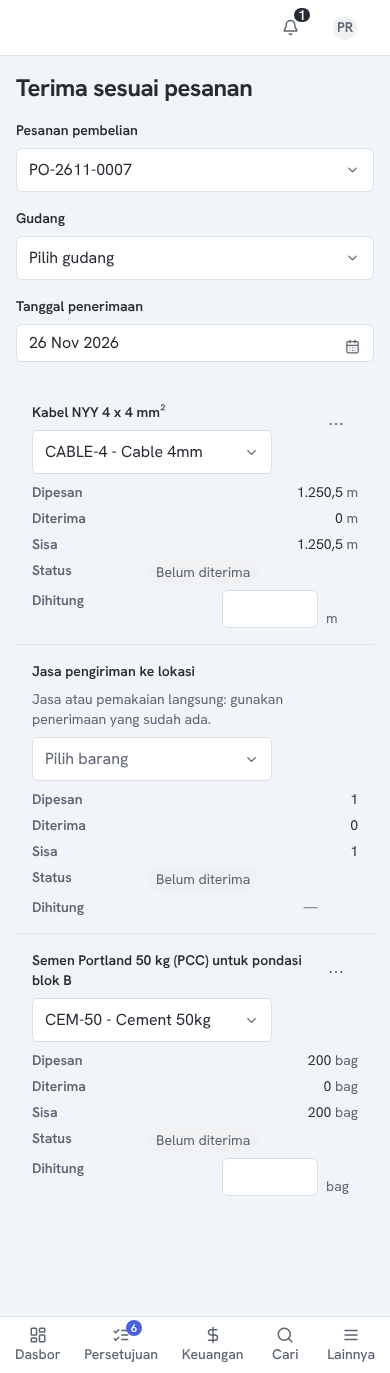 1
PR
Terima sesuai pesanan
Pesanan pembelian
PO-2611-0007
Gudang
Pilih gudang
Tanggal penerimaan
26 Nov 2026
Kabel NYY 4 x 4 mm²
...
CABLE-4 - Cable 4mm
Dipesan 1.250,5 m
Diterima 0 m
Sisa 1.250,5 m
Status Belum diterima
Dihitung m
Jasa pengiriman ke lokasi
Jasa atau pemakaian langsung: gunakan
penerimaan yang sudah ada.
Pilih barang
Dipesan 1
Diterima 0
Sisa 1
Status Belum diterima
Dihitung —
Semen Portland 50 kg (PCC) untuk pondasi
blok B
...
CEM-50 - Cement 50kg
Dipesan 200 bag
Diterima 0 bag
Sisa 200 bag
Status Belum diterima
Dihitung bag
6
Dasbor Persetujuan Keuangan Cari Lainnya